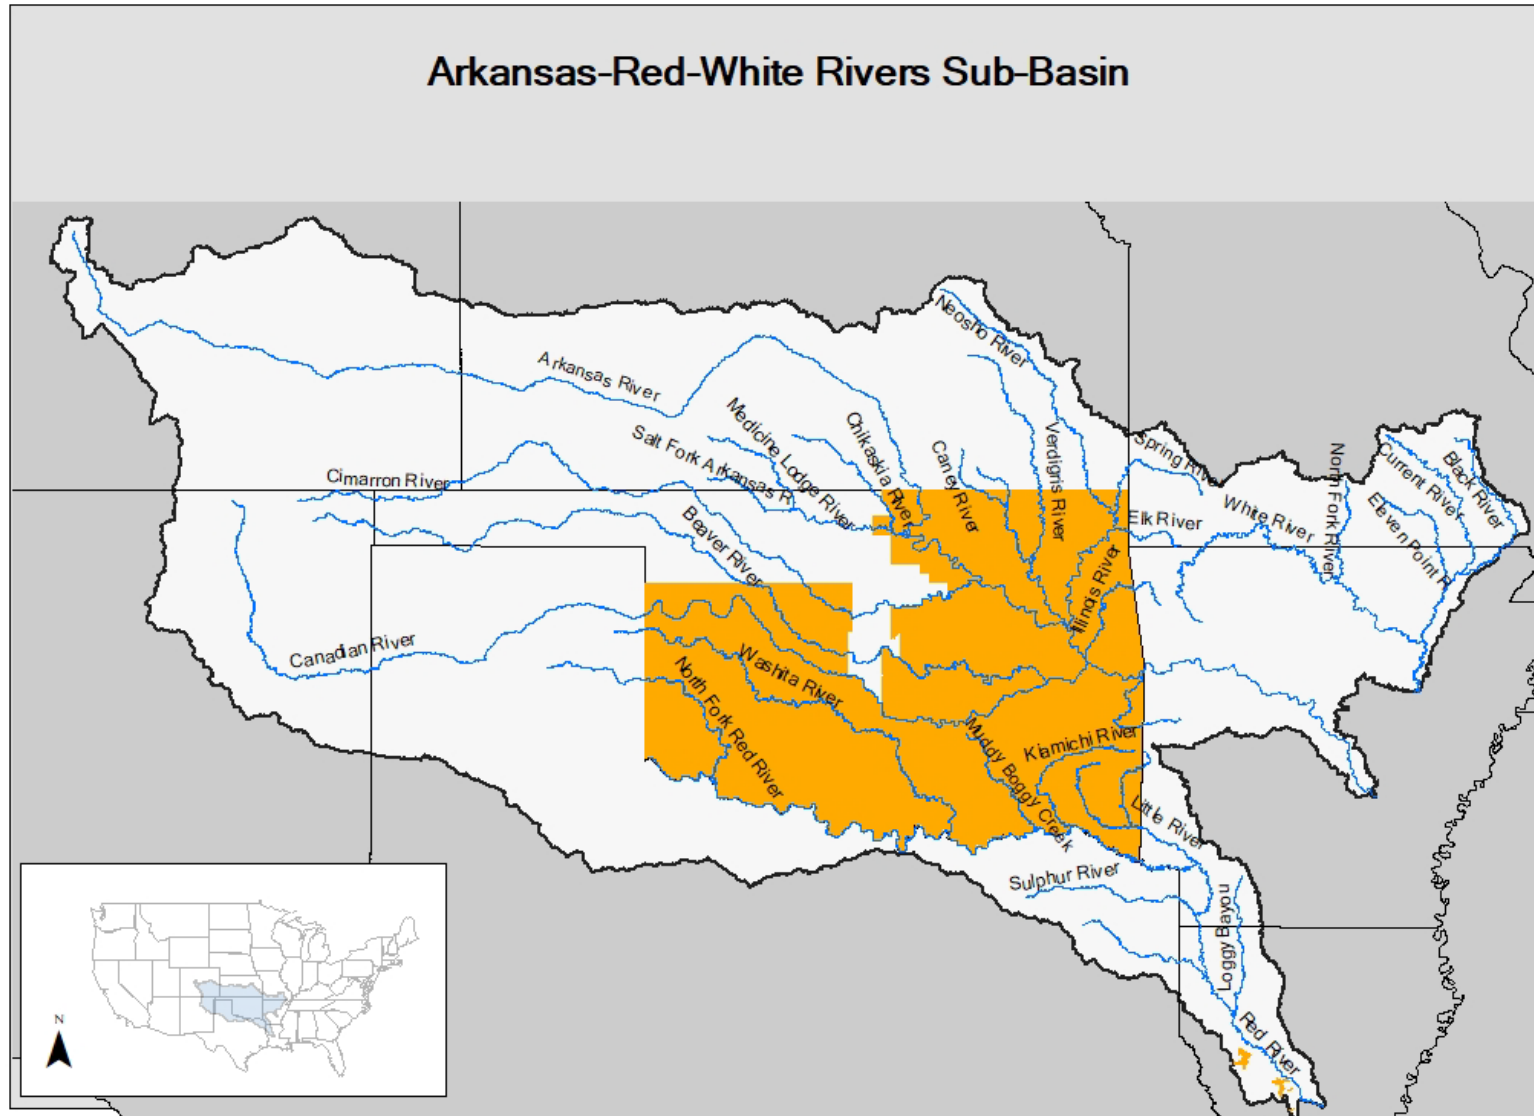 Arkansas-Red-White Rivers Sub-Basin
Neosho River
Arkansas River
Medicine Lodge River
Chikaskia River
Salt Fork Arkansas R
Caney River
Verdigris River
Spring River
North Fork River
Current River
Black River
Cimarron River
Elk River
White River
Eleven Point R
Beaver River
Illinois River
Canadian River
Washita River
North Fork Red River
Muddy Boggy Creek
Kiamichi River
Little River
Sulphur River
Loggy Bayou
Red River
N